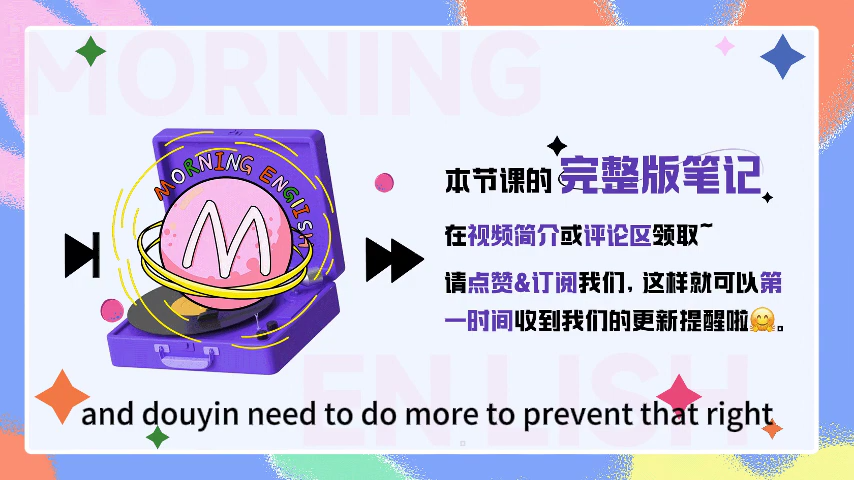 MORNING
MORNING ENGlISH
M
本节课的 完整版笔记
在视频简介或评论区领取~
请点赞&订阅我们, 这样就可以第
一时间收到我们的更新提醒啦🤗。
EN LISH
and douyin need to do more to prevent that right